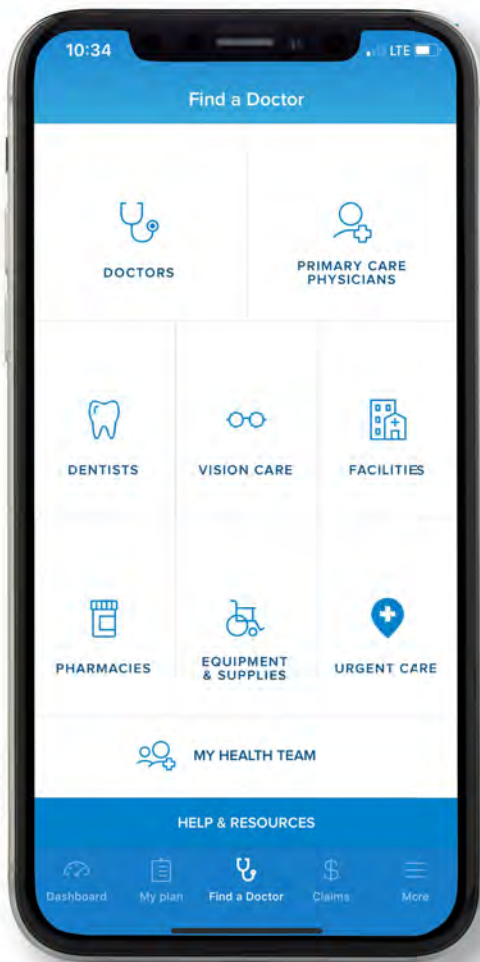 10:34
LTE
Find a Doctor
DOCTORS
PRIMARY CARE
PHYSICIANS
DENTISTS
VISION CARE
FACILITIES
PHARMACIES
EQUIPMENT
& SUPPLIES
URGENT CARE
MY HEALTH TEAM
HELP & RESOURCES
Dashboard
My plan
Find a Doctor
Claims
More